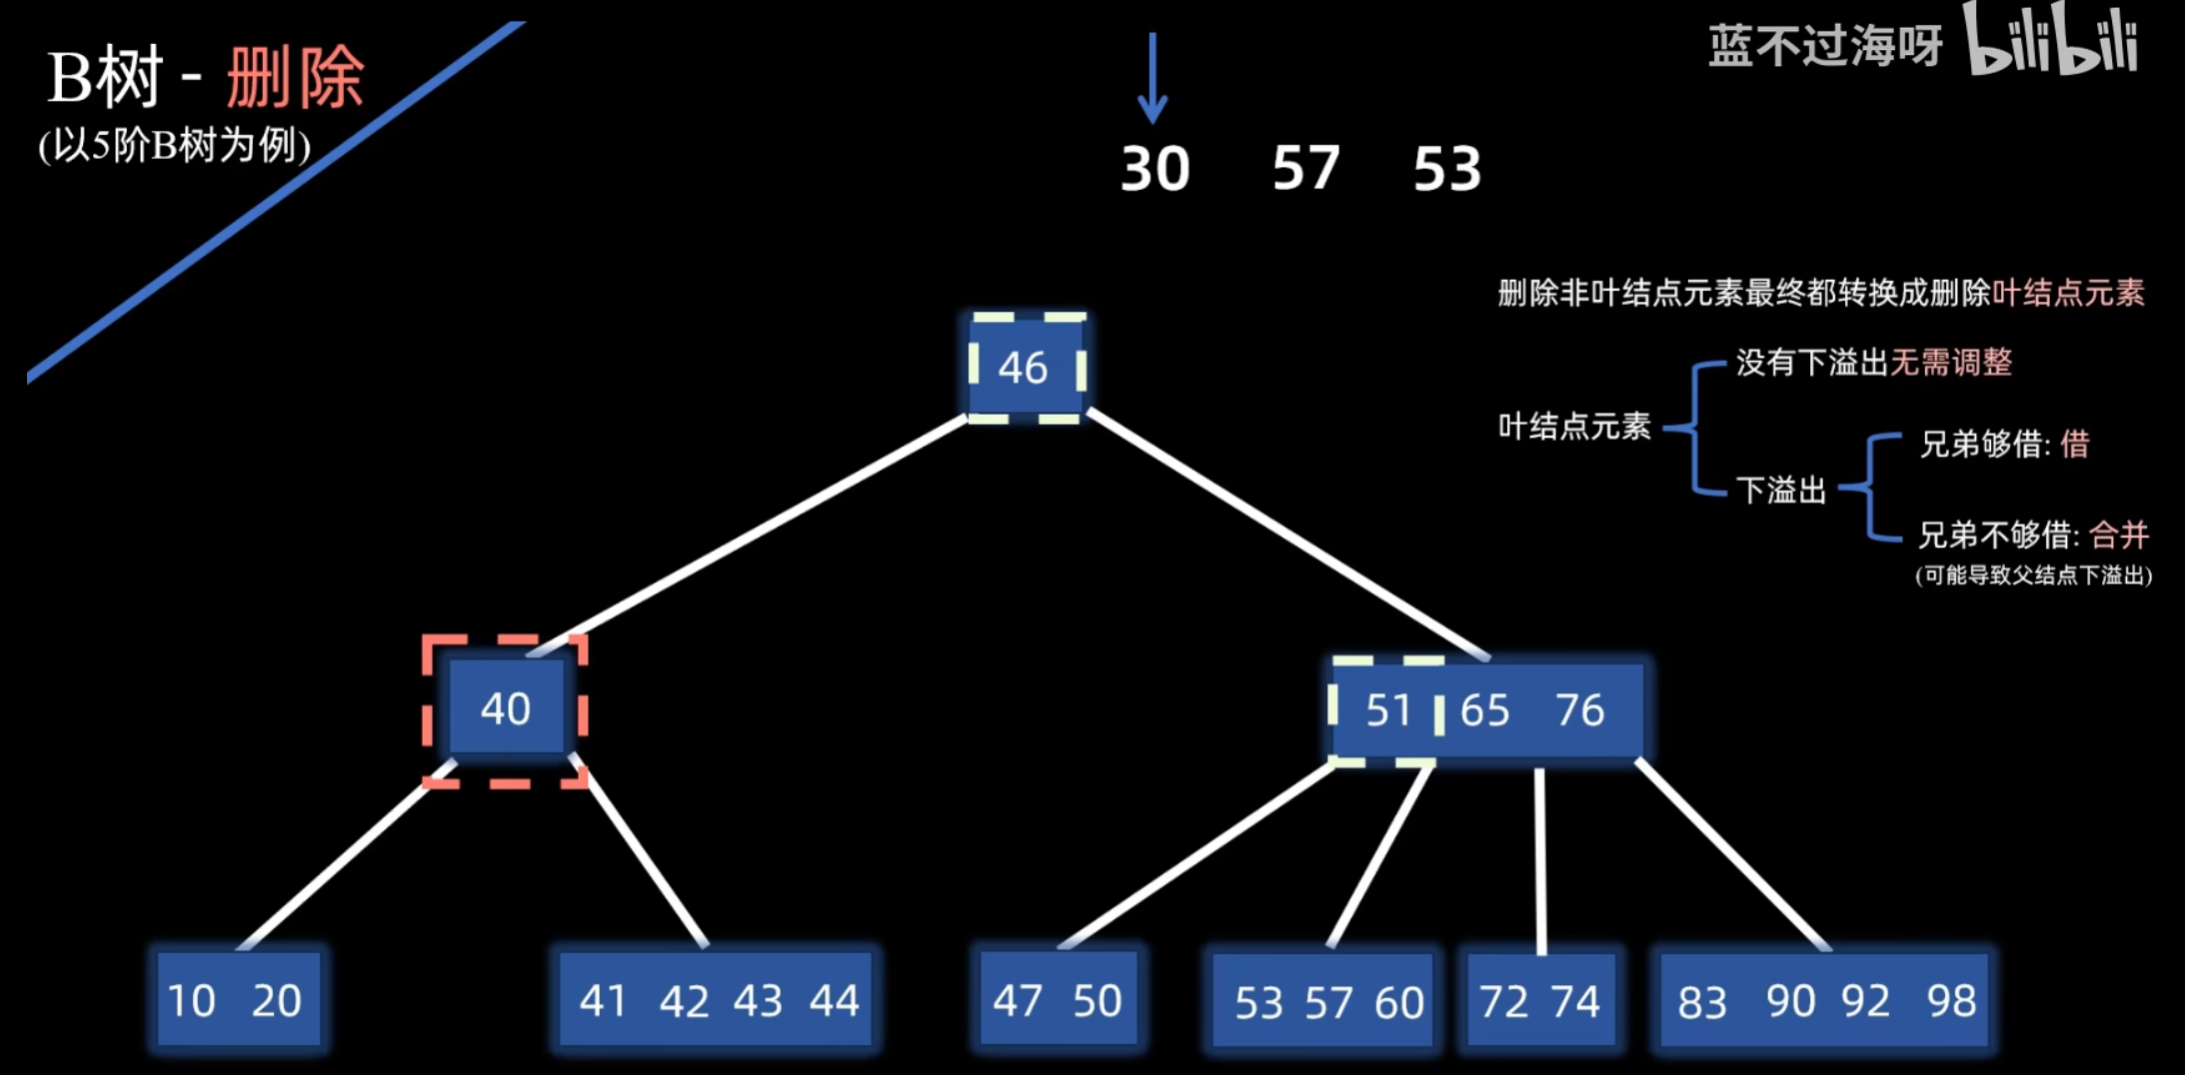 蓝不过海呀 bilibili
B树 - 删除
(以5阶B树为例)
30 57 53
删除非叶结点元素最终都转换成删除叶结点元素
没有下溢出无需调整
叶结点元素
兄弟够借: 借
下溢出
兄弟不够借: 合并
(可能导致父结点下溢出)
46
40
51 65 76
10 20
41 42 43 44
47 50
53 57 60
72 74
83 90 92 98